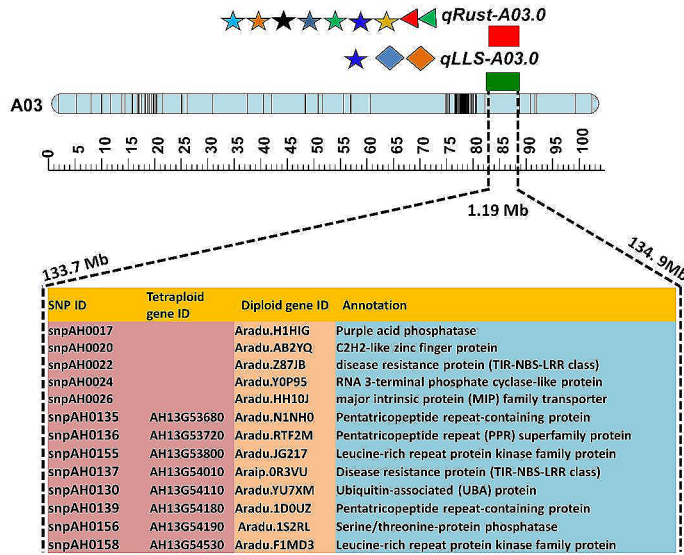 qRust-A03.0
qLLS-A03.0
A03
0 5 10 15 20 25 30 35 40 45 50 55 60 65 70 75 80 85 90 95 100
1.19 Mb
133.7 Mb
134. 9Mb
SNP ID Tetraploid gene ID Diploid gene ID Annotation
snpAH0017 Aradu.H1HIG Purple acid phosphatase
snpAH0020 Aradu.AB2YQ C2H2-like zinc finger protein
snpAH0022 Aradu.Z87JB disease resistance protein (TIR-NBS-LRR class)
snpAH0024 Aradu.Y0P95 RNA 3-terminal phosphate cyclase-like protein
snpAH0026 Aradu.HH10J major intrinsic protein (MIP) family transporter
snpAH0135 AH13G53680 Aradu.N1NH0 Pentatricopeptide repeat-containing protein
snpAH0136 AH13G53720 Aradu.RTF2M Pentatricopeptide repeat (PPR) superfamily protein
snpAH0155 AH13G53800 Aradu.JG217 Leucine-rich repeat protein kinase family protein
snpAH0137 AH13G54010 Araip.0R3VU Disease resistance protein (TIR-NBS-LRR class)
snpAH0130 AH13G54110 Aradu.YU7XM Ubiquitin-associated (UBA) protein
snpAH0139 AH13G54180 Aradu.1D0UZ Pentatricopeptide repeat-containing protein
snpAH0156 AH13G54190 Aradu.1S2RL Serine/threonine-protein phosphatase
snpAH0158 AH13G54530 Aradu.F1MD3 Leucine-rich repeat protein kinase family protein